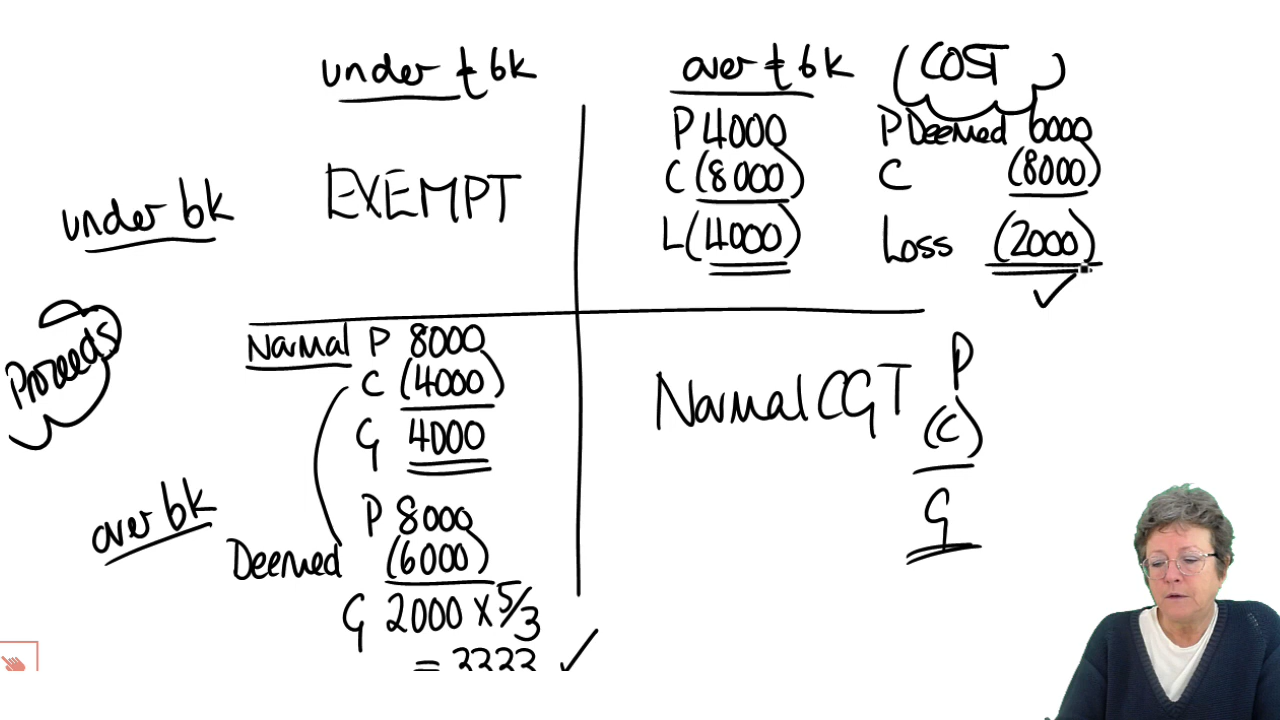 under £ 6k
over £ 6k
COST
P 4000
C (8000)
L (4000)
P Deemed 6000
C (8000)
Loss (2000)
✓
under 6k
EXEMPT
Proceeds
Normal P 8000
C (4000)
G 4000
P 8000
Deemed (6000)
G 2000 × 5/3
= 3333 ✓
over 6k
Normal CGT
P
(C)
G